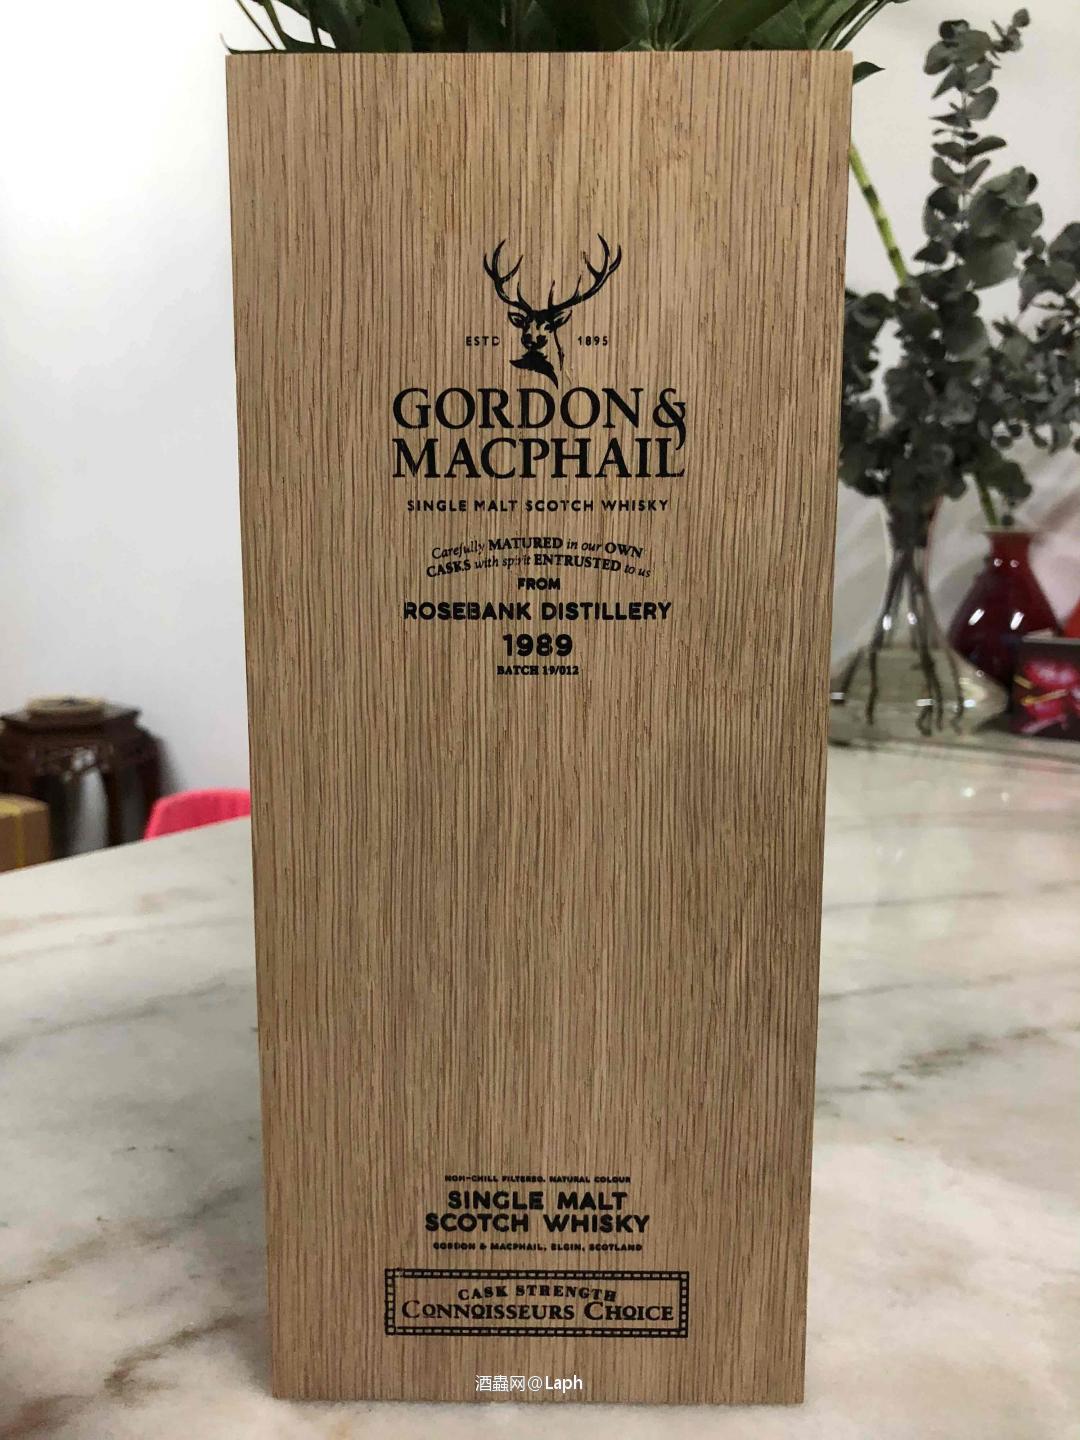 ESTD 1895
GORDON &
MACPHAIL
SINGLE MALT SCOTCH WHISKY
Carefully MATURED in our OWN
CASKS with spirit ENTRUSTED to us
FROM
ROSEBANK DISTILLERY
1989
BATCH 19/012
NON-CHILL FILTERED. NATURAL COLOUR
SINGLE MALT
SCOTCH WHISKY
GORDON & MACPHAIL, ELGIN, SCOTLAND
CASK STRENGTH
CONNOISSEURS CHOICE
酒蟲网@Laph